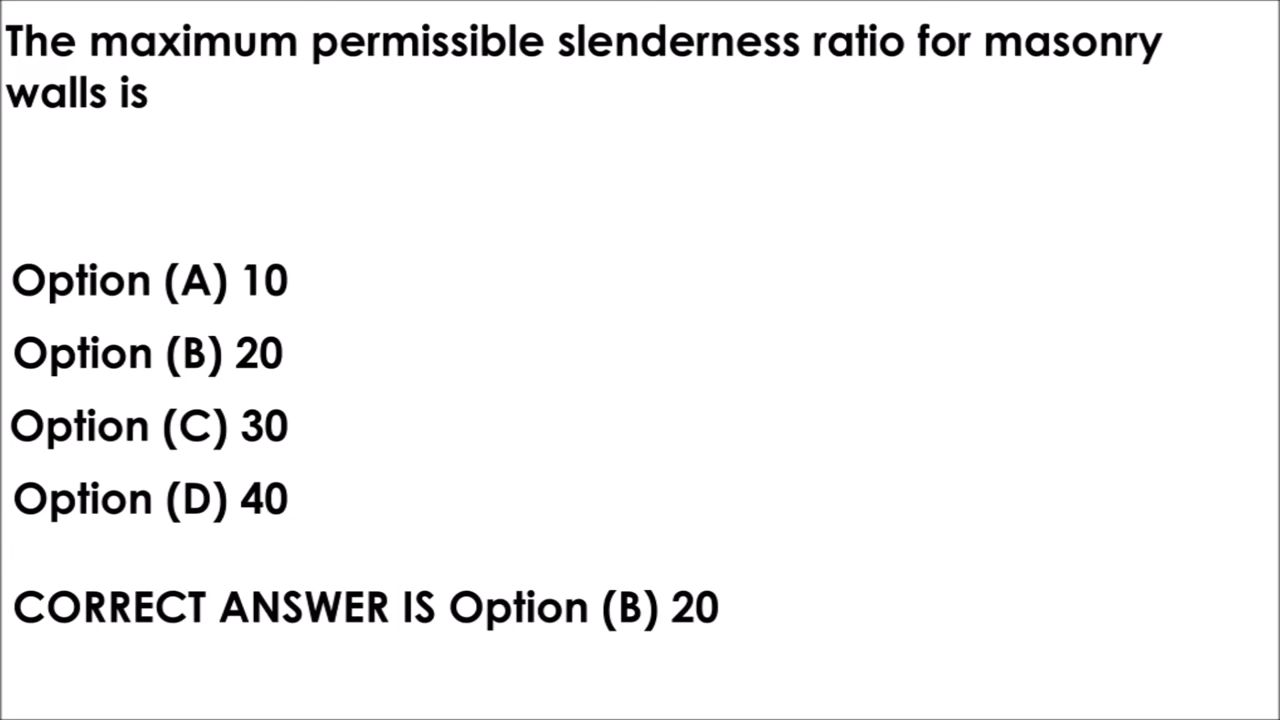 The maximum permissible slenderness ratio for masonry
walls is
Option (A) 10
Option (B) 20
Option (C) 30
Option (D) 40
CORRECT ANSWER IS Option (B) 20